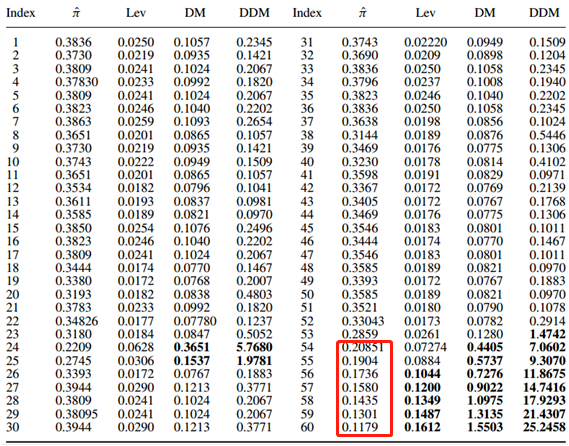 Index π̂ Lev DM DDM Index π̂ Lev DM DDM
1 0.3836 0.0250 0.1057 0.2345 31 0.3743 0.02220 0.0949 0.1509
2 0.3730 0.0219 0.0935 0.1421 32 0.3690 0.0209 0.0898 0.1204
3 0.3809 0.0241 0.1024 0.2067 33 0.3836 0.0250 0.1058 0.2345
4 0.37830 0.0233 0.0992 0.1820 34 0.3796 0.0237 0.1008 0.1940
5 0.3809 0.0241 0.1024 0.2067 35 0.3823 0.0246 0.1040 0.2202
6 0.3823 0.0246 0.1040 0.2202 36 0.3836 0.0250 0.1058 0.2345
7 0.3863 0.0259 0.1093 0.2654 37 0.3638 0.0198 0.0856 0.1024
8 0.3651 0.0201 0.0865 0.1057 38 0.3144 0.0189 0.0876 0.5446
9 0.3730 0.0219 0.0935 0.1421 39 0.3469 0.0176 0.0775 0.1306
10 0.3743 0.0222 0.0949 0.1509 40 0.3230 0.0178 0.0814 0.4102
11 0.3651 0.0201 0.0865 0.1057 41 0.3598 0.0191 0.0829 0.0971
12 0.3534 0.0182 0.0796 0.1041 42 0.3367 0.0172 0.0769 0.2139
13 0.3611 0.0193 0.0837 0.0981 43 0.3405 0.0172 0.0767 0.1768
14 0.3585 0.0189 0.0821 0.0970 44 0.3469 0.0176 0.0775 0.1306
15 0.3850 0.0254 0.1076 0.2496 45 0.3546 0.0183 0.0801 0.1011
16 0.3823 0.0246 0.1040 0.2202 46 0.3444 0.0174 0.0770 0.1467
17 0.3809 0.0241 0.1024 0.2067 47 0.3546 0.0183 0.0801 0.1011
18 0.3444 0.0174 0.0770 0.1467 48 0.3585 0.0189 0.0821 0.0970
19 0.3380 0.0172 0.0768 0.2007 49 0.3393 0.0172 0.0767 0.1883
20 0.3193 0.0182 0.0838 0.4803 50 0.3585 0.0189 0.0821 0.0970
21 0.3783 0.0233 0.0992 0.1820 51 0.3521 0.0180 0.0790 0.1078
22 0.34826 0.0177 0.07780 0.1237 52 0.33043 0.0173 0.0782 0.2914
23 0.3180 0.0184 0.0847 0.5052 53 0.2859 0.0261 0.1280 1.4742
24 0.2209 0.0628 0.3651 5.7680 54 0.20851 0.07274 0.4405 7.0602
25 0.2745 0.0306 0.1537 1.9781 55 0.1904 0.0884 0.5737 9.3070
26 0.3393 0.0172 0.0767 0.1883 56 0.1736 0.1044 0.7276 11.8675
27 0.3944 0.0290 0.1213 0.3771 57 0.1580 0.1200 0.9022 14.7416
28 0.3809 0.0241 0.1024 0.2067 58 0.1435 0.1349 1.0975 17.9293
29 0.38095 0.0241 0.1024 0.2067 59 0.1301 0.1487 1.3135 21.4307
30 0.3944 0.0290 0.1213 0.3771 60 0.1179 0.1612 1.5503 25.2458